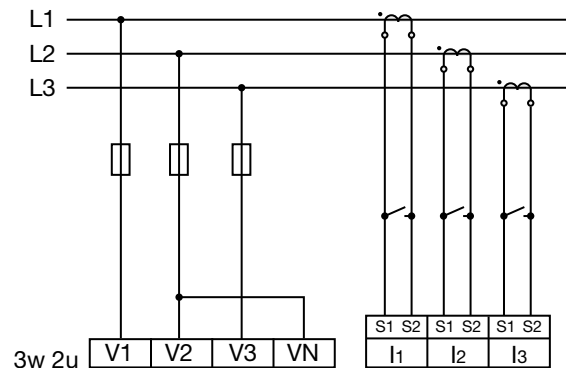 L1
L2
L3
S1 S2 S1 S2 S1 S2
3w 2u V1 V2 V3 VN I1 I2 I3